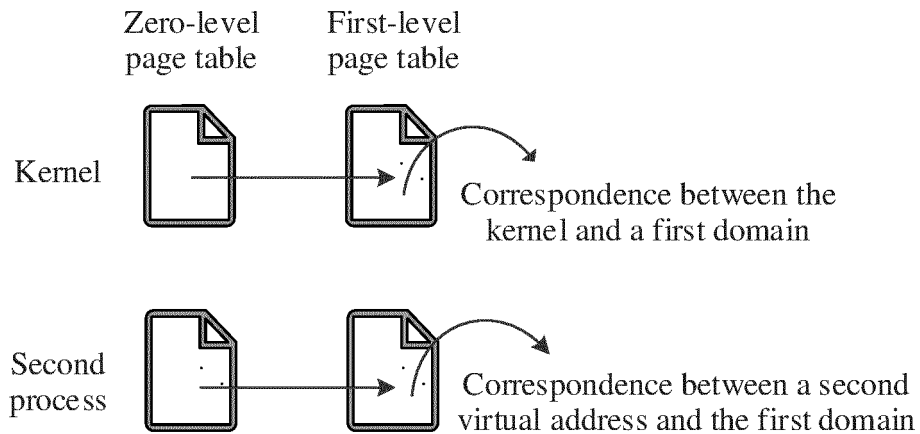 Zero-level
page table
First-level
page table
Kernel
Correspondence between the
kernel and a first domain
Second
process
Correspondence between a second
virtual address and the first domain